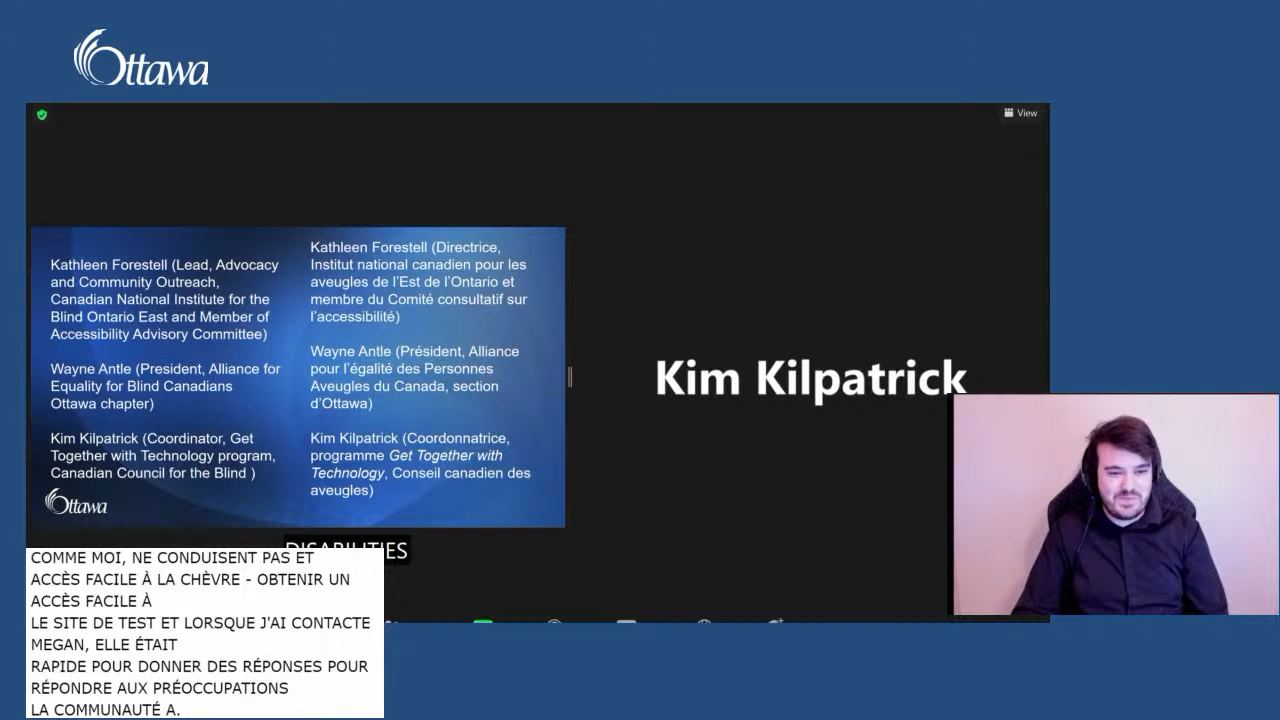 Ottawa
View
Kathleen Forestell (Lead, Advocacy
and Community Outreach,
Canadian National Institute for the
Blind Ontario East and Member of
Accessibility Advisory Committee)
Wayne Antle (President, Alliance for
Equality for Blind Canadians
Ottawa chapter)
Kim Kilpatrick (Coordinator, Get
Together with Technology program,
Canadian Council for the Blind )
Ottawa
Kathleen Forestell (Directrice,
Institut national canadien pour les
aveugles de l’Est de l’Ontario et
membre du Comité consultatif sur
l’accessibilité)
Wayne Antle (Président, Alliance
pour l’égalité des Personnes
Aveugles du Canada, section
d’Ottawa)
Kim Kilpatrick (Coordonnatrice,
programme Get Together with
Technology, Conseil canadien des
aveugles)
Kim Kilpatrick
DISABILITIES
COMME MOI, NE CONDUISENT PAS ET
ACCÈS FACILE À LA CHÈVRE - OBTENIR UN
ACCÈS FACILE À
LE SITE DE TEST ET LORSQUE J'AI CONTACTE
MEGAN, ELLE ÉTAIT
RAPIDE POUR DONNER DES RÉPONSES POUR
RÉPONDRE AUX PRÉOCCUPATIONS
LA COMMUNAUTÉ A.